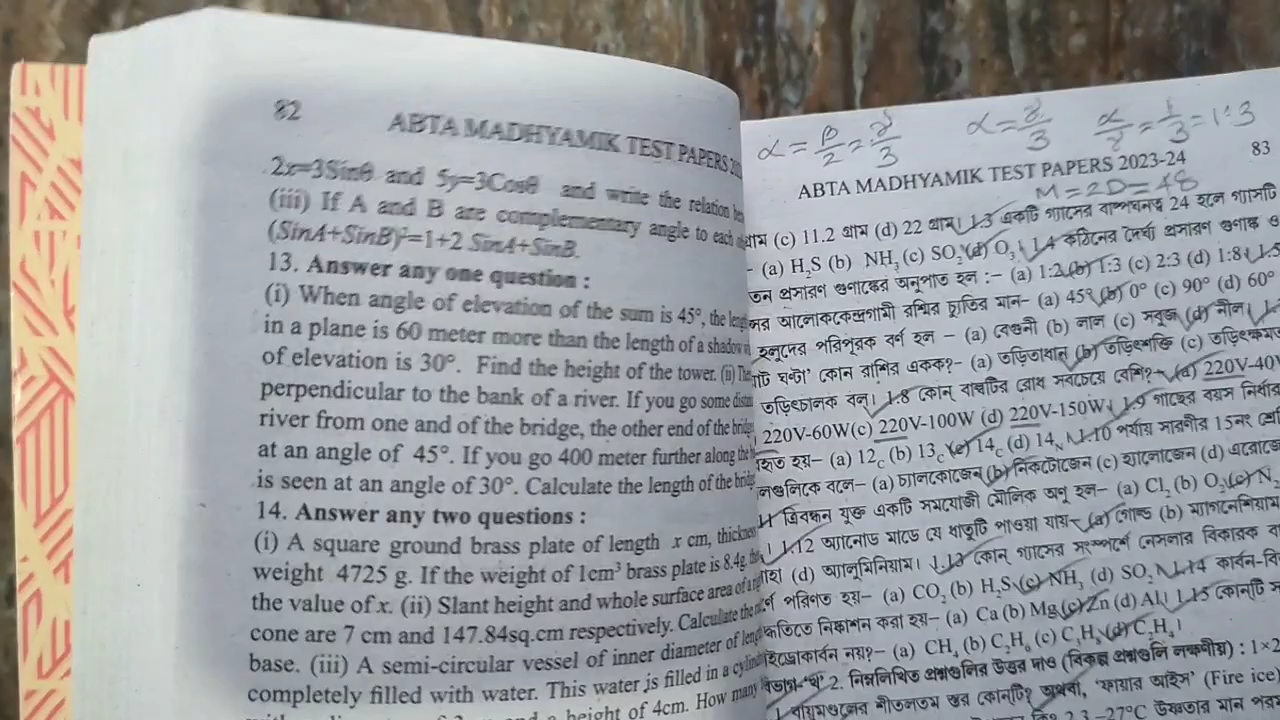 82
ABTA MADHYAMIK TEST PAPERS
2x=3Sinθ and 5y=3Cosθ and write the relation
(iii) If A and B are complementary angle to each
(SinA+SinB)²=1+2 SinA+SinB.
13. Answer any one question :
(i) When angle of elevation of the sum is 45°, the
in a plane is 60 meter more than the length of a shadow
of elevation is 30°. Find the height of the tower. (ii)
perpendicular to the bank of a river. If you go some
river from one and of the bridge, the other end of the
at an angle of 45°. If you go 400 meter further along the
is seen at an angle of 30°. Calculate the length of the
14. Answer any two questions :
(i) A square ground brass plate of length x cm, thickness
weight 4725 g. If the weight of 1cm³ brass plate is 8.4g,
the value of x. (ii) Slant height and whole surface area of a
cone are 7 cm and 147.84sq.cm respectively. Calculate the
base. (iii) A semi-circular vessel of inner diameter of
completely filled with water. This water is filled in a
height of 4cm. How many
α = β/2 = γ/3 α = γ/3 α/γ = 1/3 = 1:3
ABTA MADHYAMIK TEST PAPERS 2023-24 83
M = 2D = 48
গ্রাম (c) 11.2 গ্রাম (d) 22 গ্রাম। 1.3 একটি গ্যাসের বাষ্পঘনত্ব 24 হলে গ্যাসটি
- (a) H₂S (b) NH₃ (c) SO₂ (d) O₃। 1.4 কঠিনের দৈর্ঘ্য প্রসারণ গুণাঙ্ক ও
তন প্রসারণ গুণাঙ্কের অনুপাত হল :– (a) 1:2 (b) 1:3 (c) 2:3 (d) 1:8।
আলোককেন্দ্রগামী রশ্মির চ্যুতির মান– (a) 45° (b) 0° (c) 90° (d) 60°
হলুদের পরিপূরক বর্ণ হল – (a) বেগুনী (b) লাল (c) সবুজ (d) নীল।
ঘণ্টা' কোন রাশির একক?– (a) তড়িতাধান (b) তড়িৎশক্তি (c)
তড়িৎচালক বল। 1.8 কোন্ বাল্বটির রোধ সবচেয়ে বেশি?– (a) 220V-40W
220V-60W (c) 220V-100W (d) 220V-150W। 1.9 গাছের বয়স
হয়– (a) 12C (b) 13C (c) 14C (d) 14N। 1.10 পর্যায় সারণীর 15নং
বলে– (a) চ্যালকোজেন (b) নিকটোজেন (c) হ্যালোজেন (d)
ত্রিবন্ধন যুক্ত একটি সমযোজী মৌলিক অনু হল– (a) Cl₂ (b) O₂ (c) N₂
1.12 অ্যানোড মাডে যে ধাতুটি পাওয়া যায়– (a) গোল্ড (b) ম্যাগনেশিয়াম
(d) অ্যালুমিনিয়াম। 1.13 কোন্ গ্যাসের সংস্পর্শে নেসলার বিকারক
পরিণত হয়– (a) CO₂ (b) H₂S (c) NH₃ (d) SO₂। 1.14
নিষ্কাশন করা হয়– (a) Ca (b) Mg (c) Zn (d) Al। 1.15 কোনটি
নয়?– (a) CH₄ (b) C₂H₆ (c) C₂H₂ (d) C₂H₄।
2. নিম্নলিখিত প্রশ্নগুলির উত্তর দাও (বিকল্প প্রশ্নগুলি লক্ষণীয়) : 1×2
বায়ুমণ্ডলের শীতলতম স্তর কোনটি? অথবা, 'ফায়ার আইস' (Fire ice)
2.3 –27°C উষ্ণতার মান